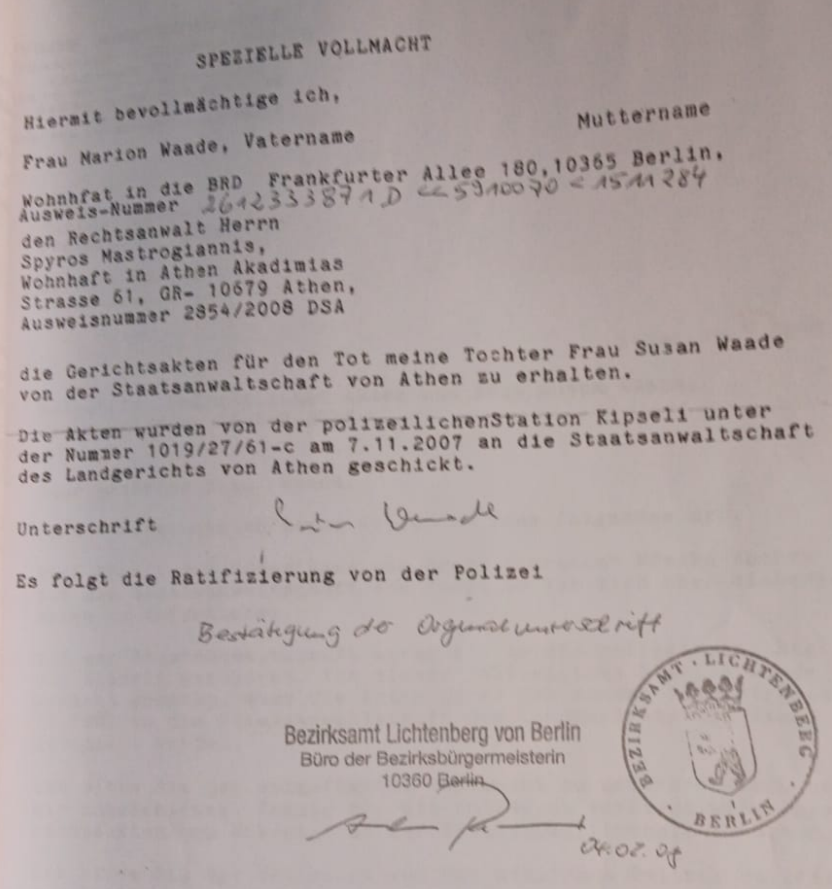 SPEZIELLE VOLLMACHT
Hiermit bevollmächtige ich,
Frau Marion Waade, Vatername Muttername
Wohnhfat in die BRD Frankfurter Allee 180,10365 Berlin,
Ausweis-Nummer 2612333871D<<5910070<1511284
den Rechtsanwalt Herrn
Spyros Mastrogiannis,
Wohnhaft in Athen Akadimias
Strasse 61, GR- 10679 Athen,
Ausweisnummer 2854/2008 DSA
die Gerichtsakten für den Tot meine Tochter Frau Susan Waade
von der Staatsanwaltschaft von Athen zu erhalten.
Die Akten wurden von der polizeilichenStation Kipseli unter
der Nummer 1019/27/61-c am 7.11.2007 an die Staatsanwaltschaft
des Landgerichts von Athen geschickt.
Unterschrift
Es folgt die Ratifizierung von der Polizei
Bestätigung der Orginalunterschrift
Bezirksamt Lichtenberg von Berlin
Büro der Bezirksbürgermeisterin
10360 Berlin
BEZIRKSAMT · LICHTENBERG
· BERLIN ·
04.02.08